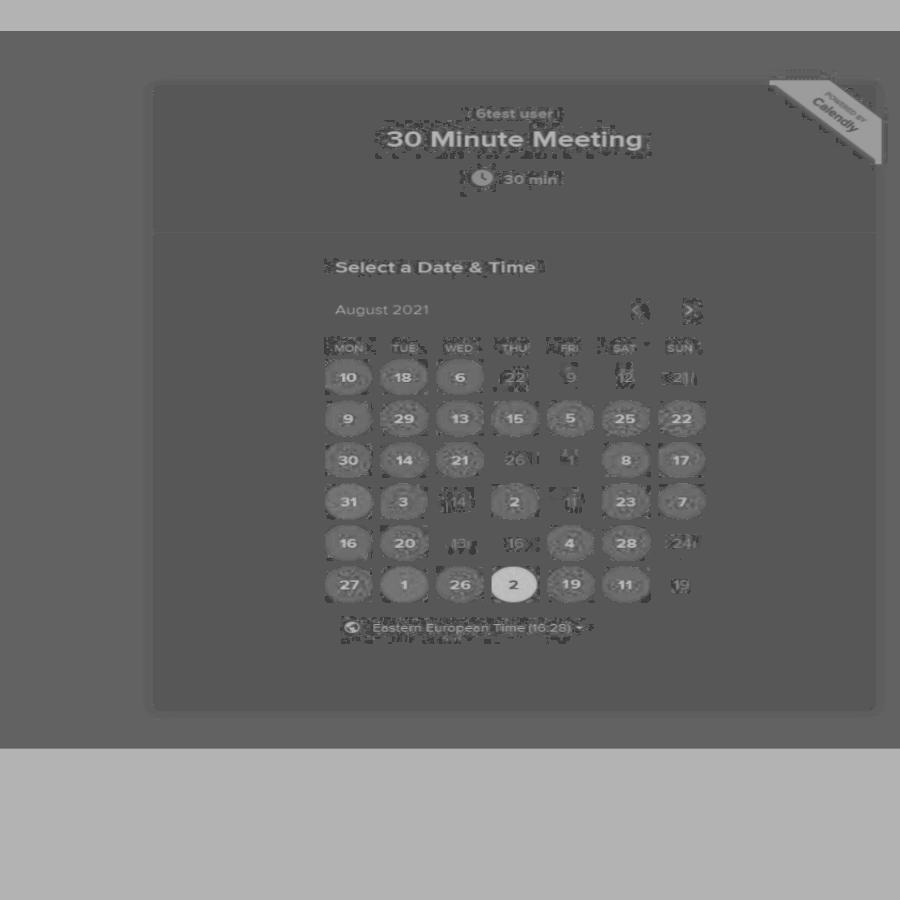 6test user
30 Minute Meeting
30 min
POWERED BY
Calendly
Select a Date & Time
August 2021
MON TUE WED THU FRI SAT SUN
10 18 6 22 9 12 21
9 29 13 15 5 25 22
30 14 21 26 8 17
31 3 14 2 11 23 7
16 20 13 16 4 28 24
27 1 26 2 19 11 19
Eastern European Time (16:28)